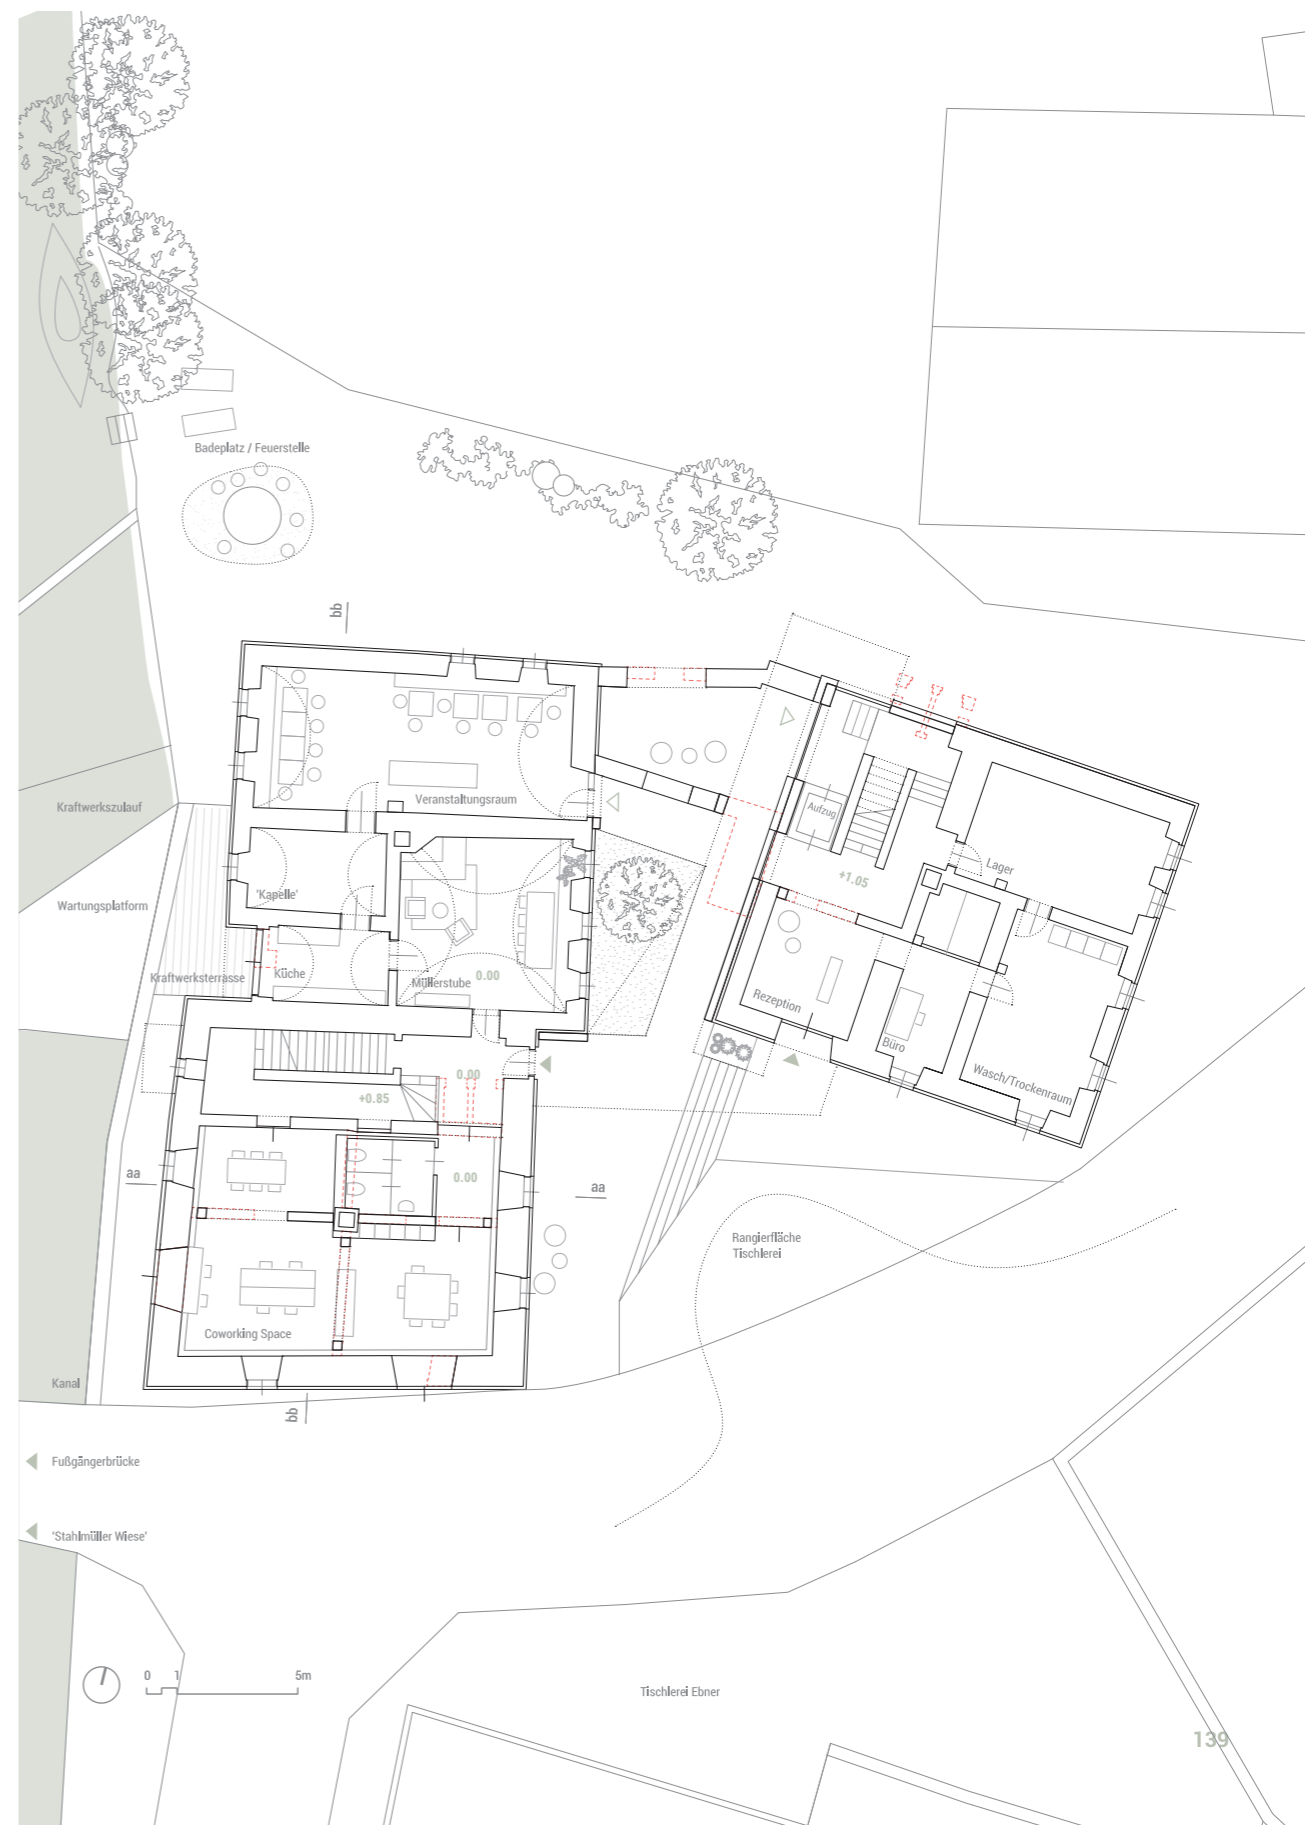 Badeplatz / Feuerstelle
bb
Kraftwerkszulauf
Veranstaltungsraum
Aufzug
Lager
+1.05
'Kapelle'
Wartungsplatform
Kraftwerksterrasse
Küche
Müllerstube
0.00
Rezeption
Büro
Wasch/Trockenraum
0.00
+0.85
aa
0.00
aa
Rangierfläche
Tischlerei
Coworking Space
Kanal
bb
Fußgängerbrücke
'Stahlmüller Wiese'
0 1 5m
Tischlerei Ebner
139